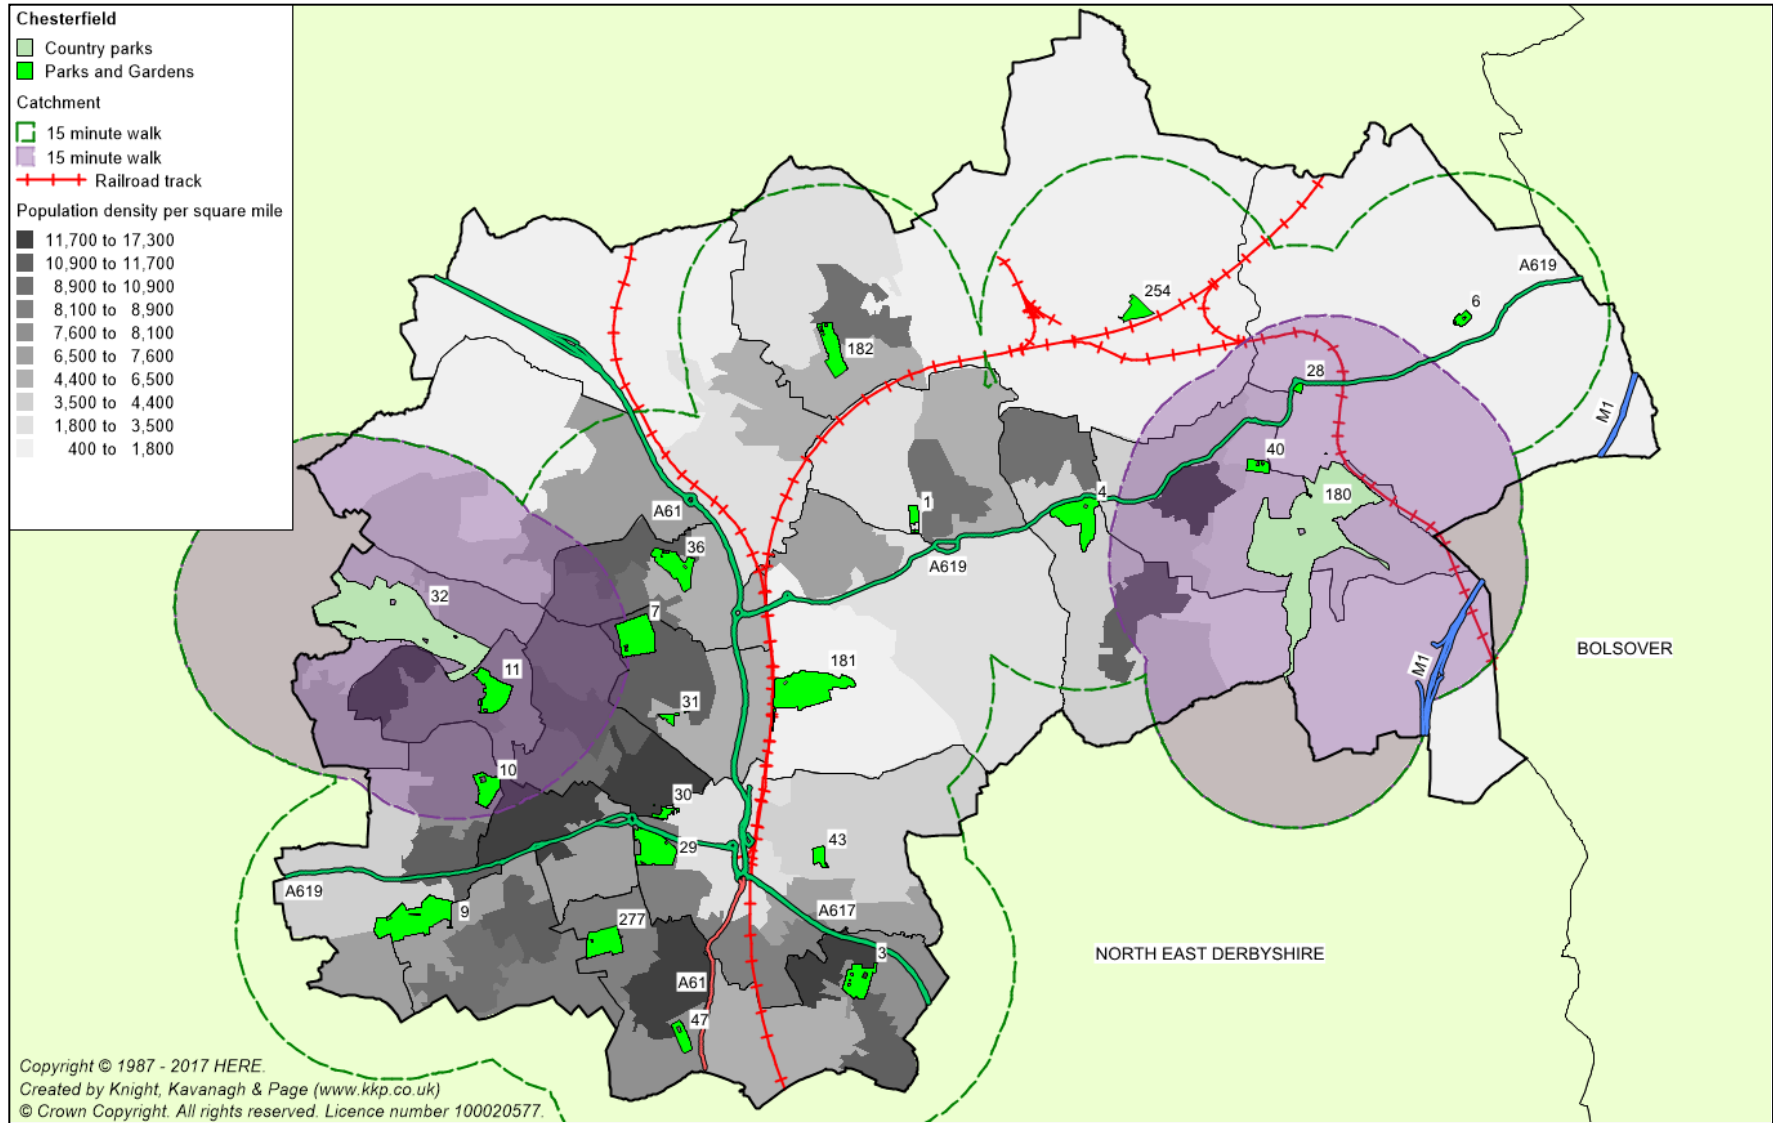 Chesterfield
Country parks
Parks and Gardens
Catchment
15 minute walk
15 minute walk
Railroad track
Population density per square mile
11,700 to 17,300
10,900 to 11,700
8,900 to 10,900
8,100 to 8,900
7,600 to 8,100
6,500 to 7,600
4,400 to 6,500
3,500 to 4,400
1,800 to 3,500
400 to 1,800
A619
6
254
182
28
M1
40
180
4
1
A61
36
A619
32
7
BOLSOVER
11
181
M1
31
10
30
29
43
A619
9
277
A617
3
NORTH EAST DERBYSHIRE
A61
47
Copyright © 1987 - 2017 HERE.
Created by Knight, Kavanagh & Page (www.kkp.co.uk)
© Crown Copyright. All rights reserved. Licence number 100020577.